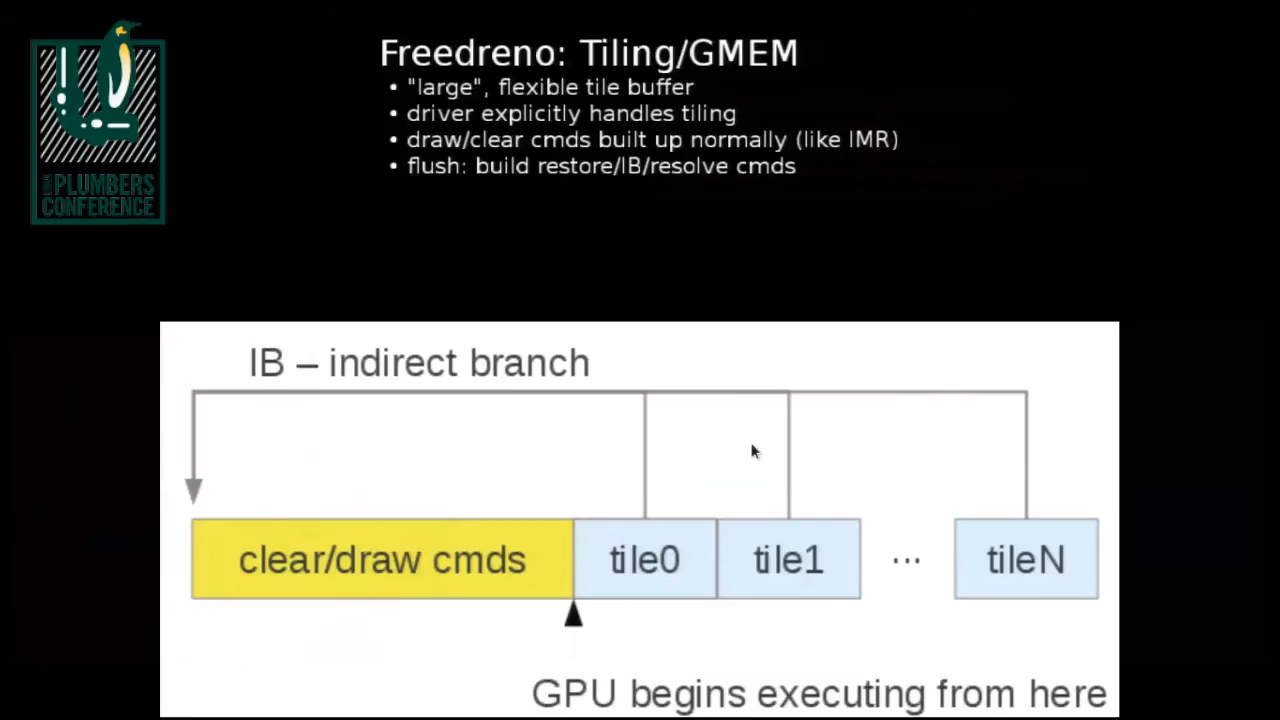 PLUMBERS
CONFERENCE
Freedreno: Tiling/GMEM
• "large", flexible tile buffer
• driver explicitly handles tiling
• draw/clear cmds built up normally (like IMR)
• flush: build restore/IB/resolve cmds
IB – indirect branch
clear/draw cmds tile0 tile1 ... tileN
GPU begins executing from here